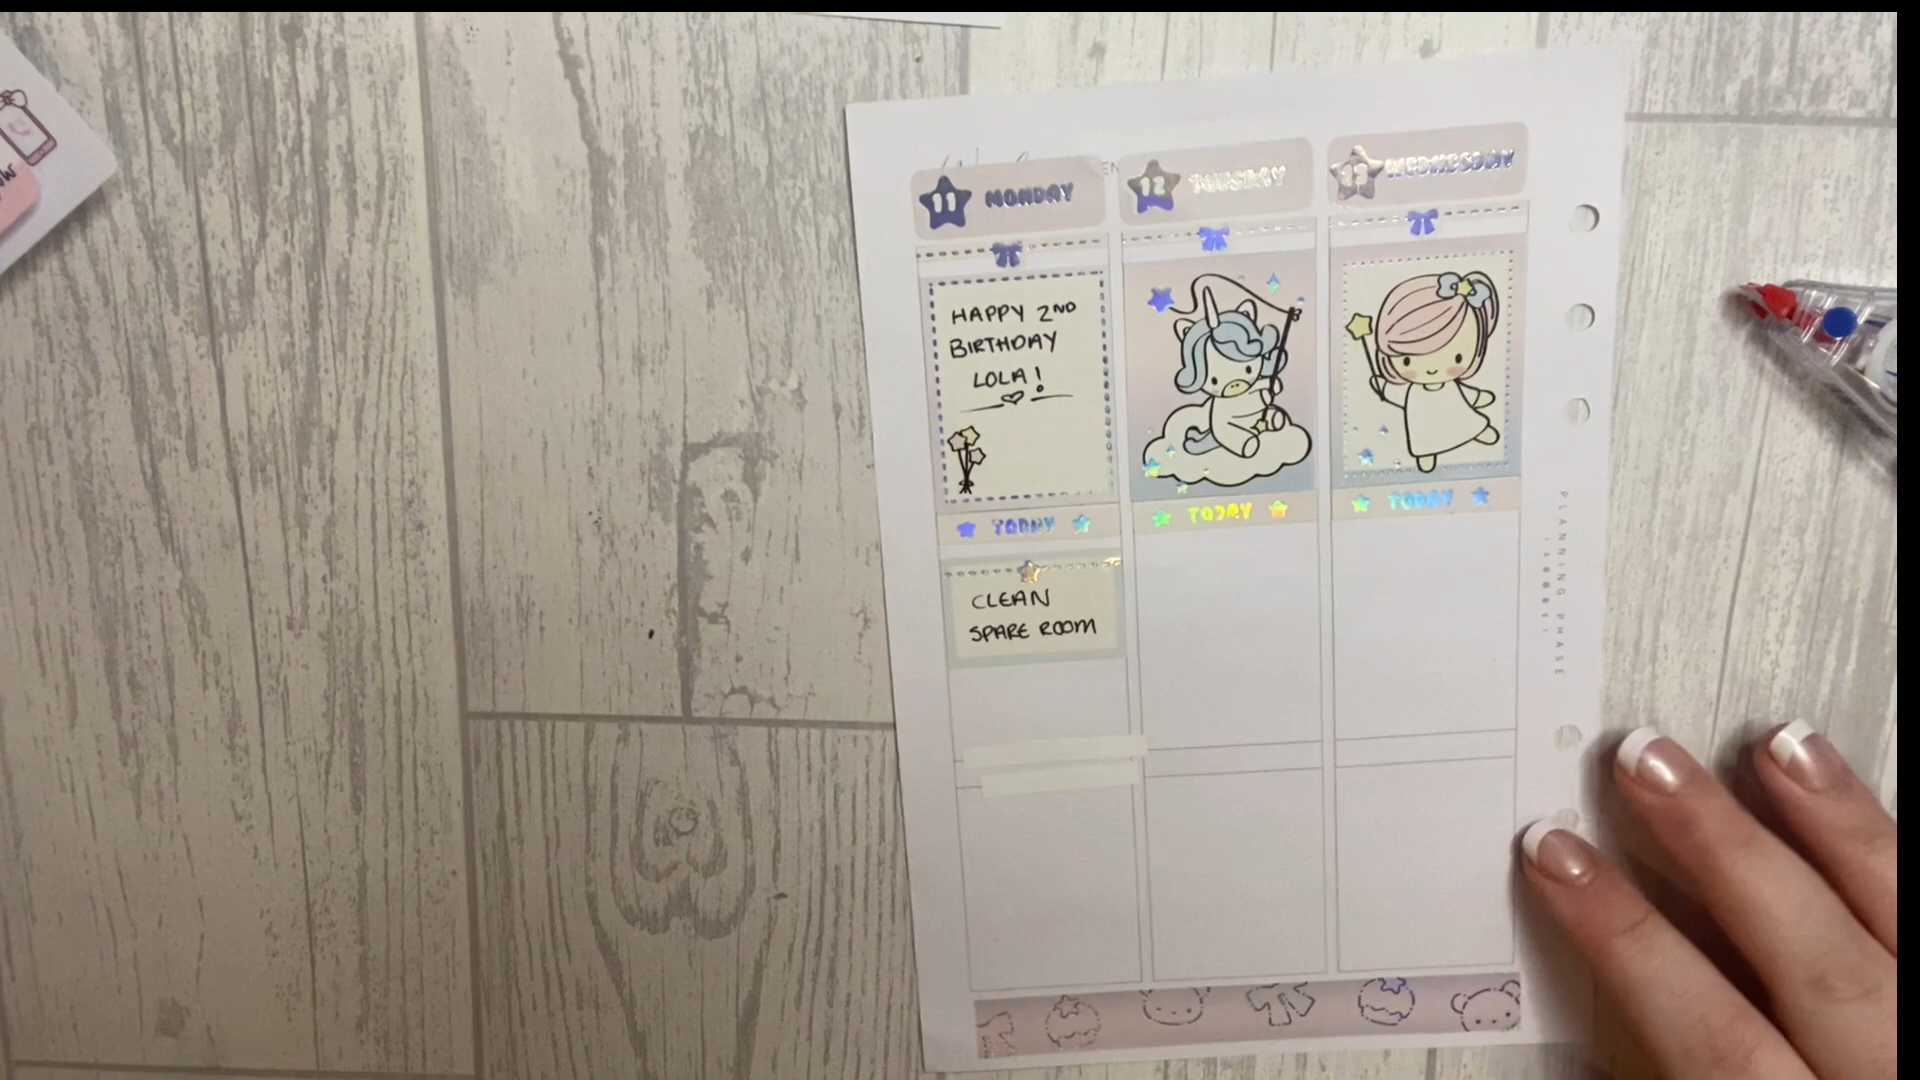 11 MONDAY
12 TUESDAY
13 WEDNESDAY
HAPPY 2ND
BIRTHDAY
LOLA!
TODAY
TODAY
TODAY
CLEAN
SPARE ROOM
PLANNING PHASE